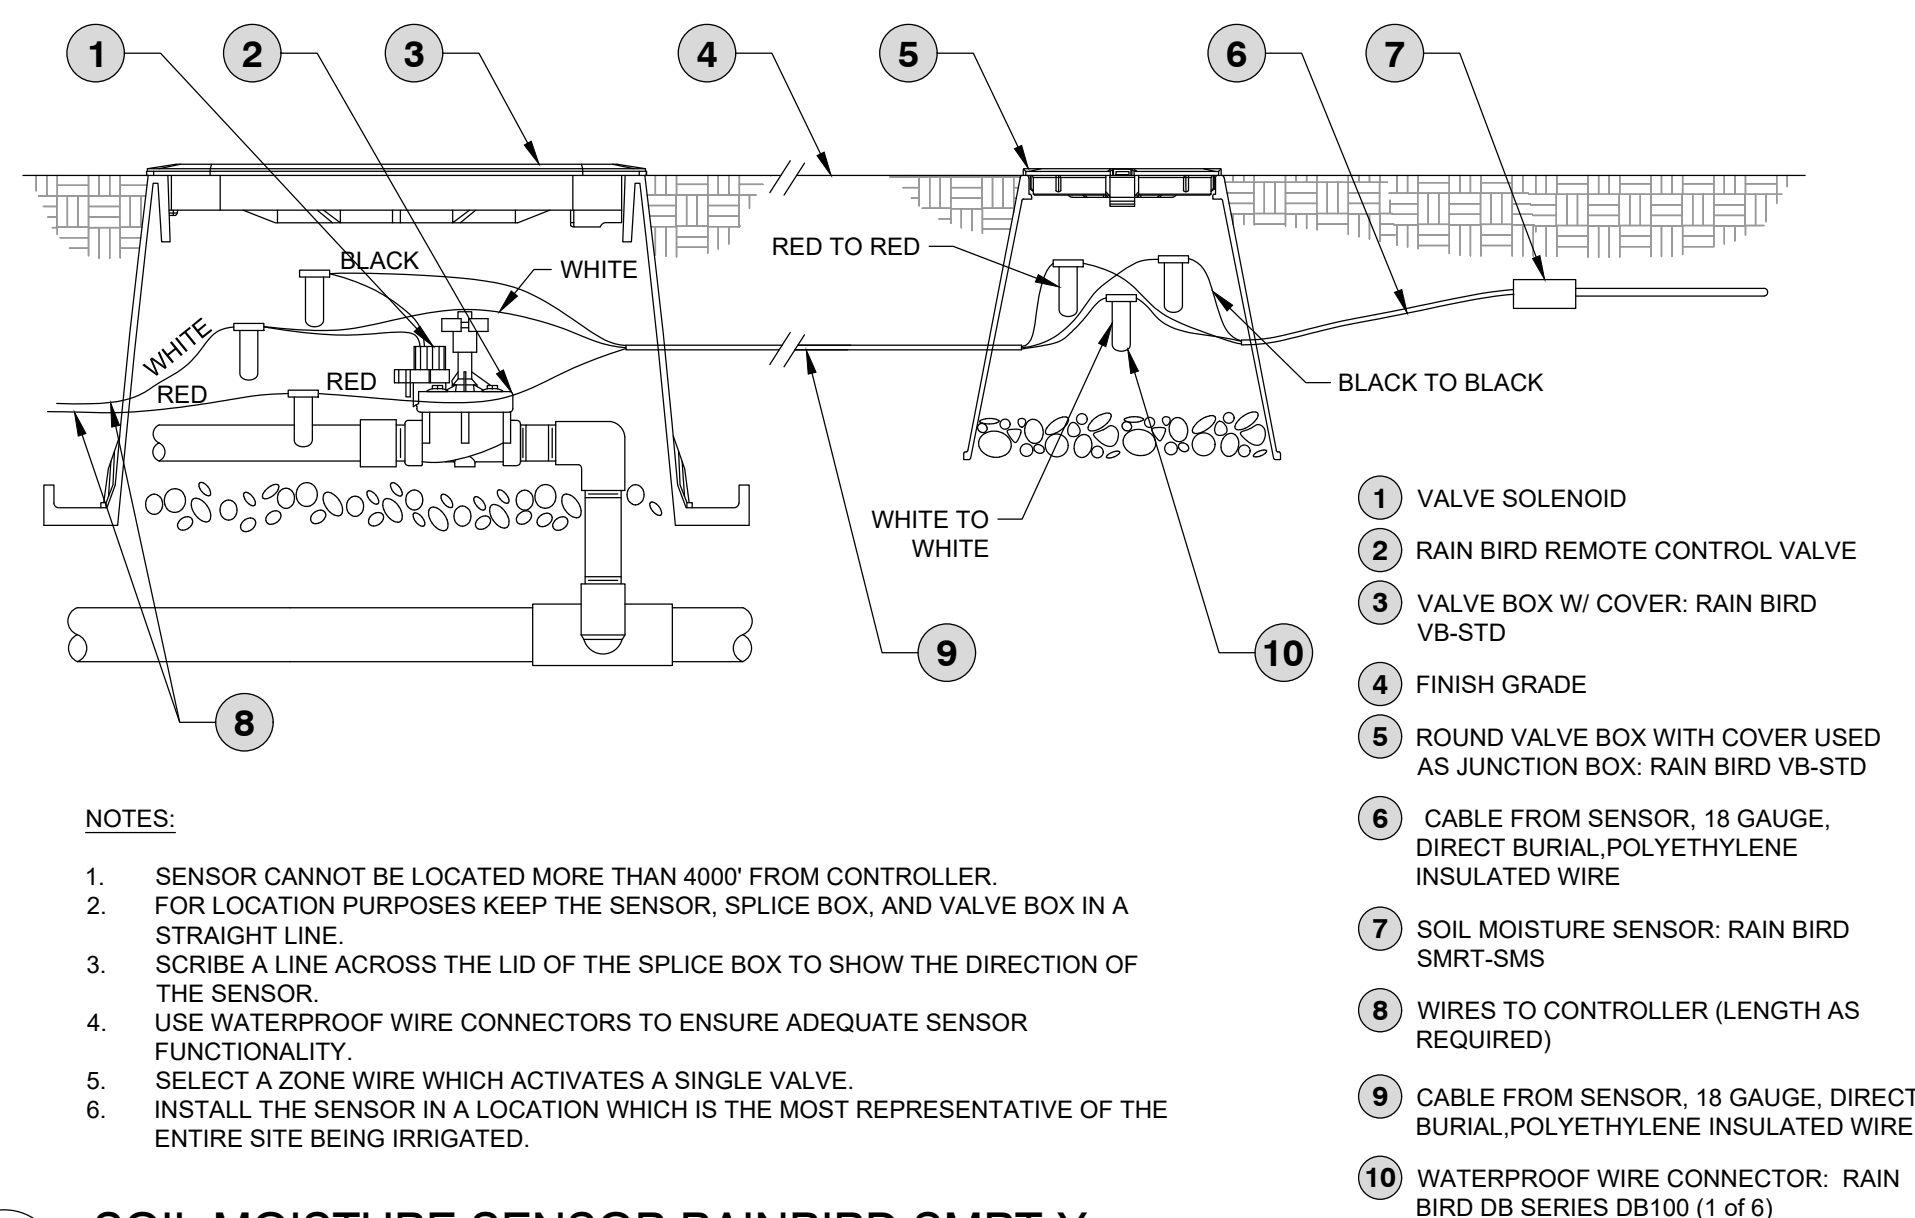 1 2 3 4 5 6 7
BLACK
WHITE
RED TO RED
WHITE
RED
RED
BLACK TO BLACK
WHITE TO
WHITE
9
10
8
1 VALVE SOLENOID
2 RAIN BIRD REMOTE CONTROL VALVE
3 VALVE BOX W/ COVER: RAIN BIRD
VB-STD
4 FINISH GRADE
5 ROUND VALVE BOX WITH COVER USED
AS JUNCTION BOX: RAIN BIRD VB-STD
6 CABLE FROM SENSOR, 18 GAUGE,
DIRECT BURIAL,POLYETHYLENE
INSULATED WIRE
7 SOIL MOISTURE SENSOR: RAIN BIRD
SMRT-SMS
8 WIRES TO CONTROLLER (LENGTH AS
REQUIRED)
9 CABLE FROM SENSOR, 18 GAUGE, DIRECT
BURIAL,POLYETHYLENE INSULATED WIRE
10 WATERPROOF WIRE CONNECTOR: RAIN
BIRD DB SERIES DB100 (1 of 6)
NOTES:
1. SENSOR CANNOT BE LOCATED MORE THAN 4000' FROM CONTROLLER.
2. FOR LOCATION PURPOSES KEEP THE SENSOR, SPLICE BOX, AND VALVE BOX IN A
STRAIGHT LINE.
3. SCRIBE A LINE ACROSS THE LID OF THE SPLICE BOX TO SHOW THE DIRECTION OF
THE SENSOR.
4. USE WATERPROOF WIRE CONNECTORS TO ENSURE ADEQUATE SENSOR
FUNCTIONALITY.
5. SELECT A ZONE WIRE WHICH ACTIVATES A SINGLE VALVE.
6. INSTALL THE SENSOR IN A LOCATION WHICH IS THE MOST REPRESENTATIVE OF THE
ENTIRE SITE BEING IRRIGATED.
SOIL MOISTURE SENSOR RAINBIRD SMRT-Y